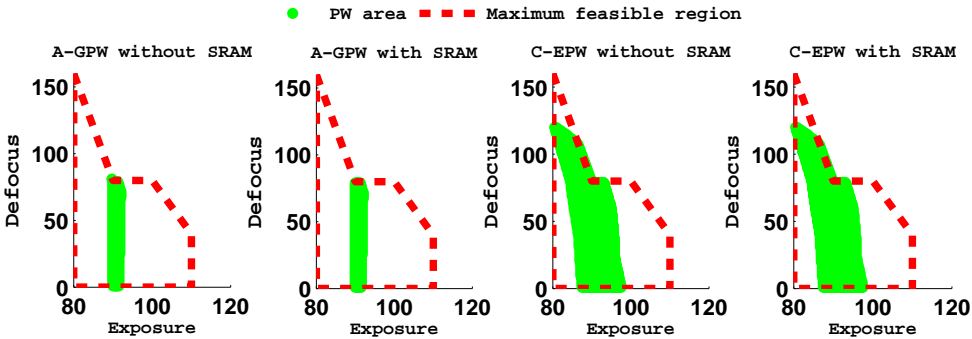 PW area
Maximum feasible region
A-GPW without SRAM
A-GPW with SRAM
C-EPW without SRAM
C-EPW with SRAM
Defocus
150
100
50
0
80
100
120
Exposure
Defocus
150
100
50
0
80
100
120
Exposure
Defocus
150
100
50
0
80
100
120
Exposure
Defocus
150
100
50
0
80
100
120
Exposure